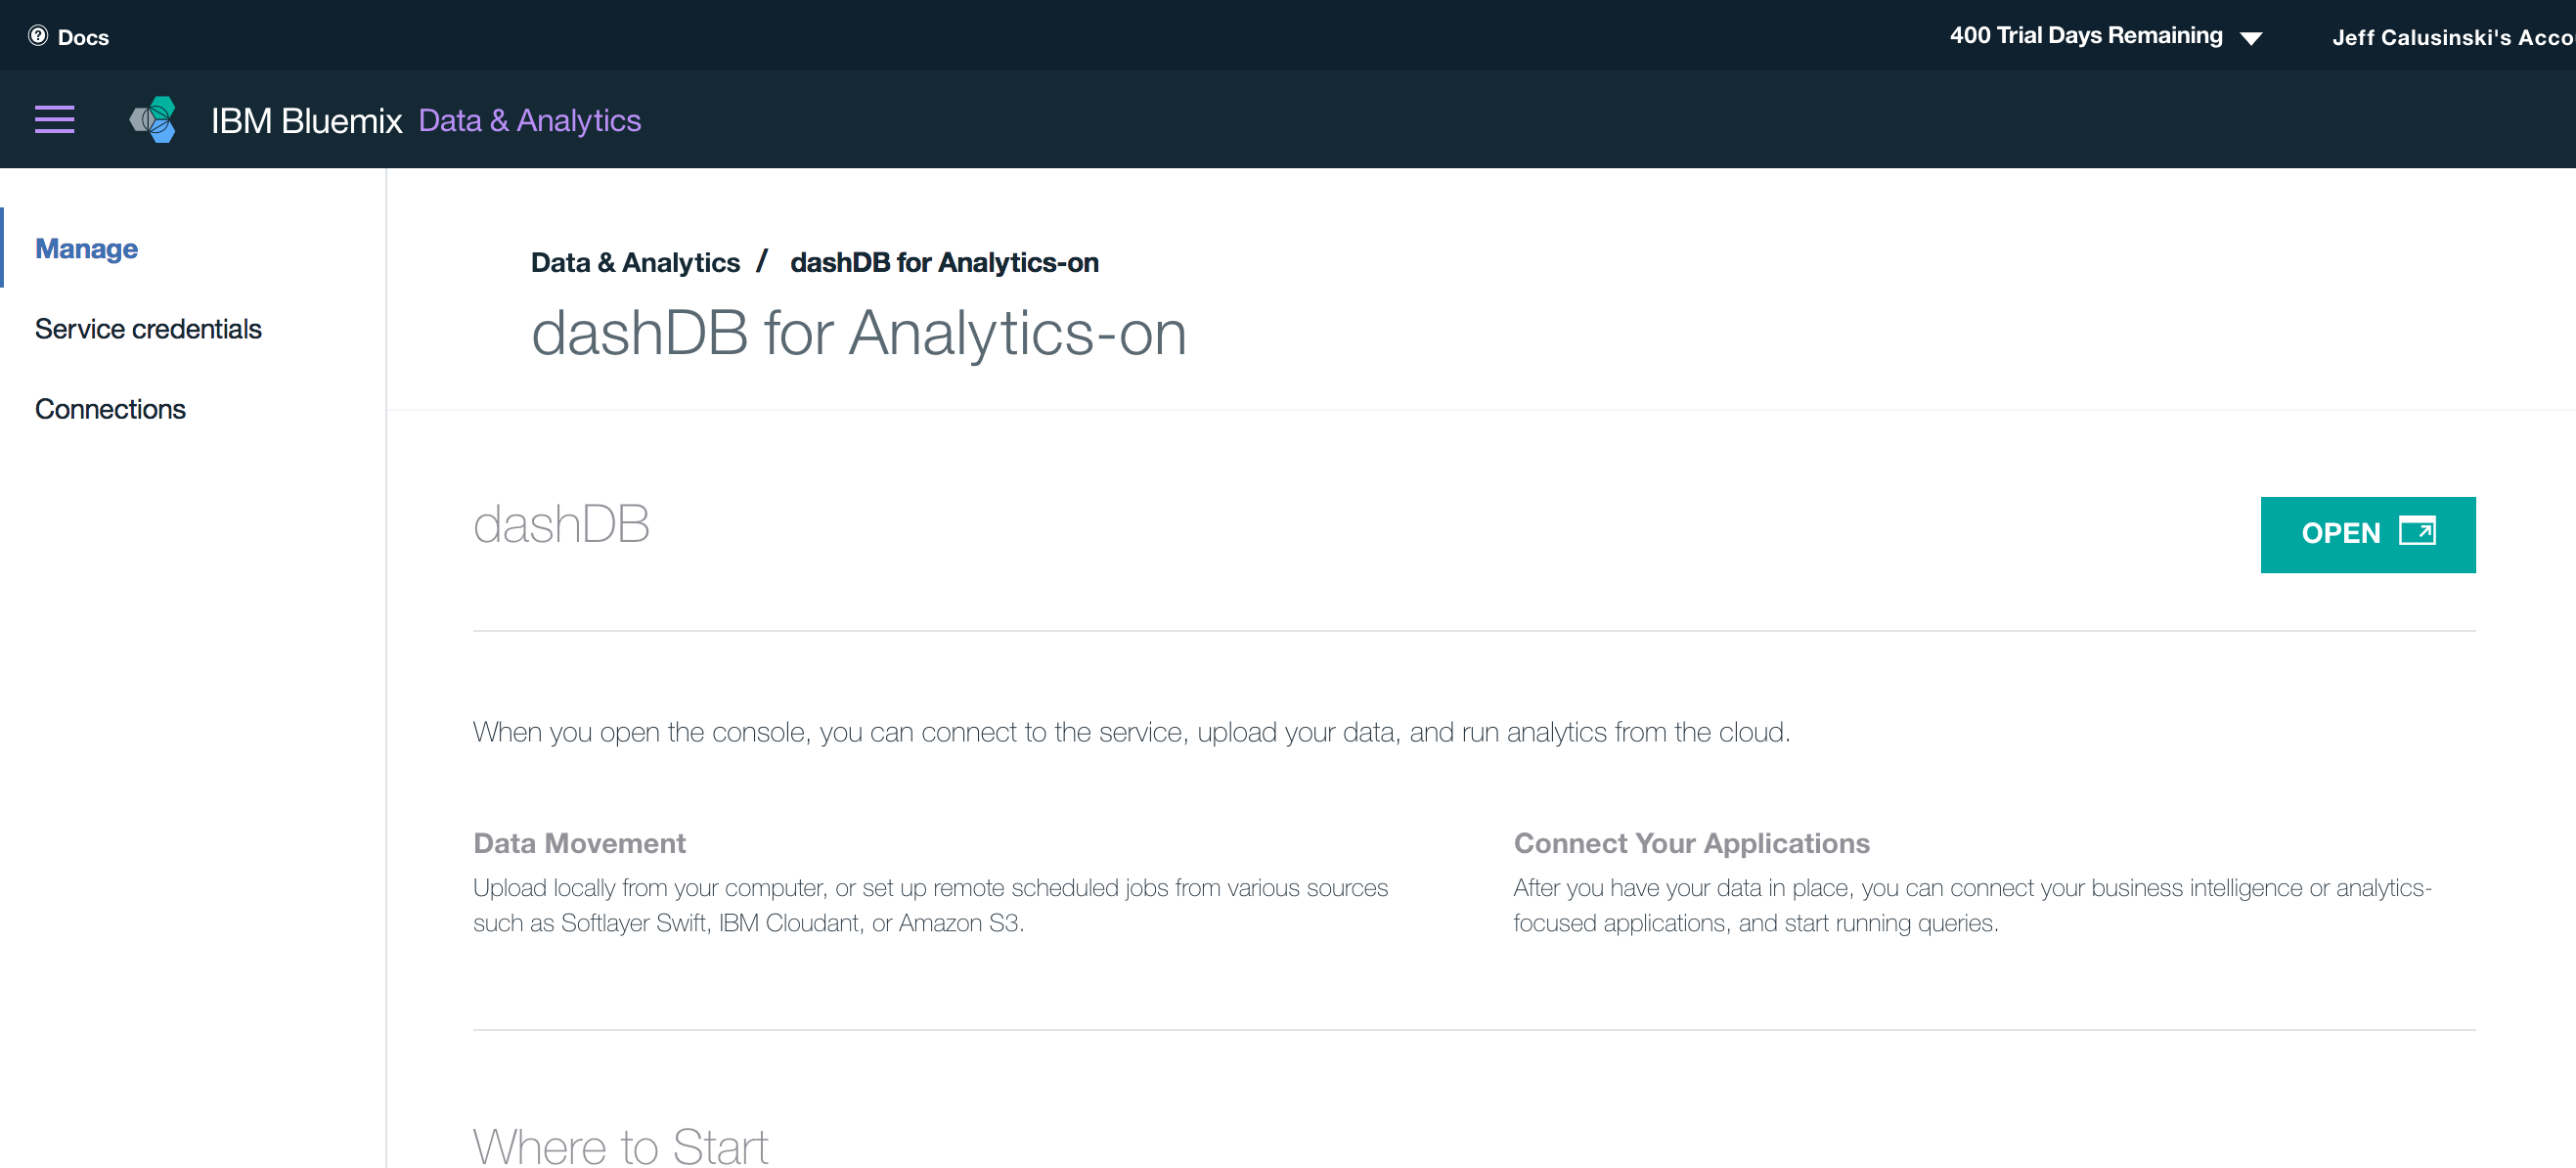 Docs
400 Trial Days Remaining
Jeff Calusinski's Acco
IBM Bluemix Data & Analytics
Manage
Service credentials
Connections
Data & Analytics / dashDB for Analytics-on
dashDB for Analytics-on
dashDB
OPEN
When you open the console, you can connect to the service, upload your data, and run analytics from the cloud.
Data Movement
Upload locally from your computer, or set up remote scheduled jobs from various sources
such as Softlayer Swift, IBM Cloudant, or Amazon S3.
Connect Your Applications
After you have your data in place, you can connect your business intelligence or analytics-
focused applications, and start running queries.
Where to Start